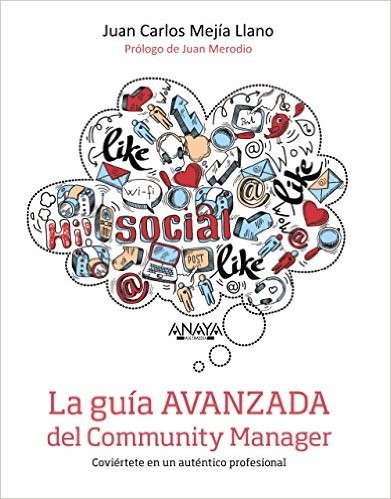 Juan Carlos Mejía Llano
Prólogo de Juan Merodio
like
WOW
like
wi-fi
Hi!
social
POST
like
ANAYA
MULTIMEDIA
La guía AVANZADA
del Community Manager
Coviértete en un auténtico profesional